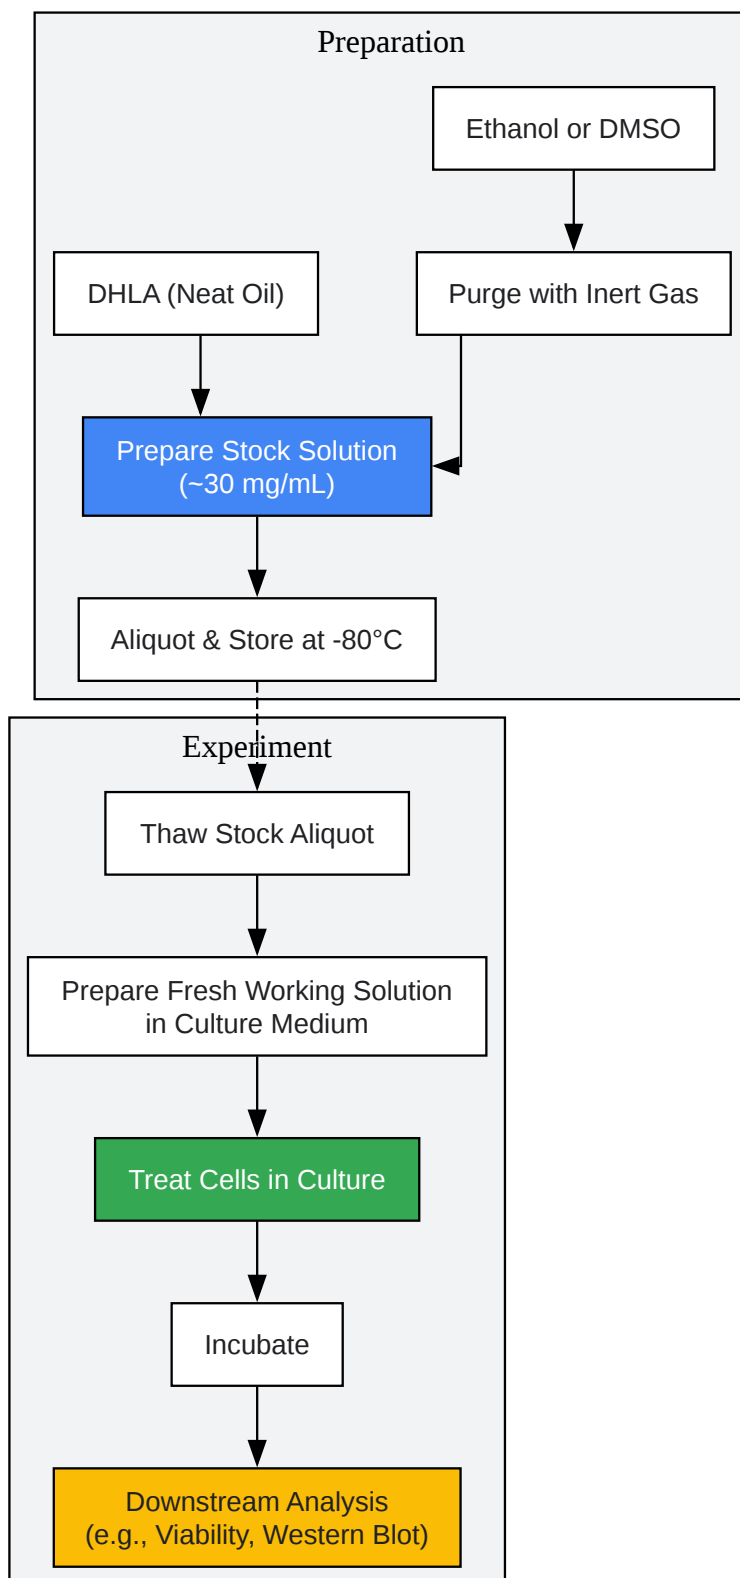 Preparation
Ethanol or DMSO
DHLA (Neat Oil)
Purge with Inert Gas
Prepare Stock Solution
(~30 mg/mL)
Aliquot & Store at -80°C
Experiment
Thaw Stock Aliquot
Prepare Fresh Working Solution
in Culture Medium
Treat Cells in Culture
Incubate
Downstream Analysis
(e.g., Viability, Western Blot)